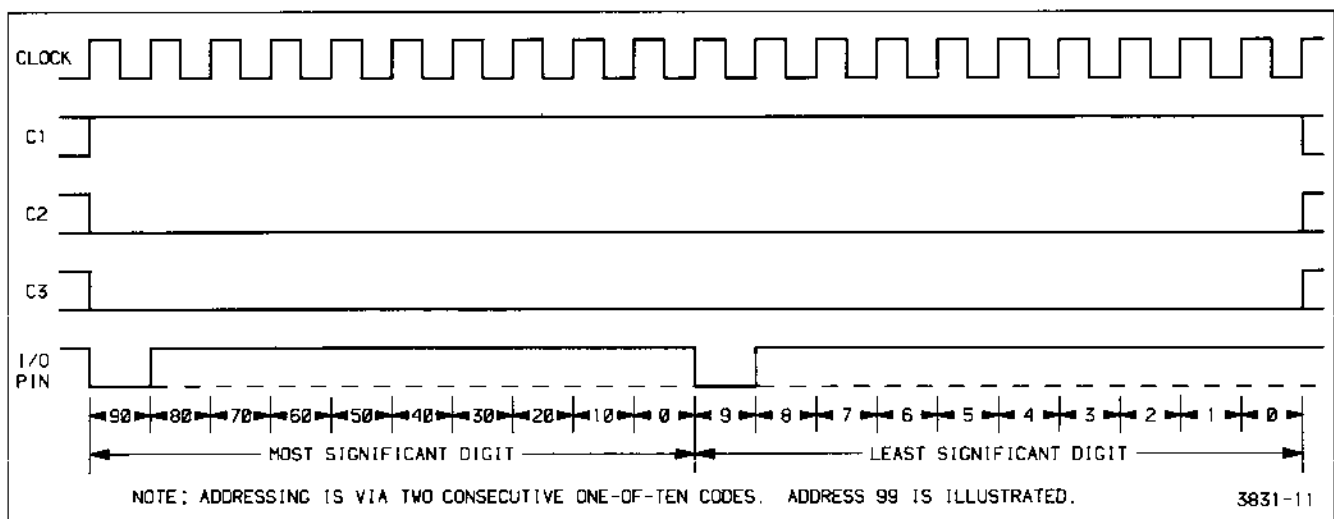 CLOCK
C1
C2
C3
I/O
PIN
90 80 70 60 50 40 30 20 10 0 9 8 7 6 5 4 3 2 1 0
MOST SIGNIFICANT DIGIT LEAST SIGNIFICANT DIGIT
NOTE: ADDRESSING IS VIA TWO CONSECUTIVE ONE-OF-TEN CODES. ADDRESS 99 IS ILLUSTRATED. 3831-11